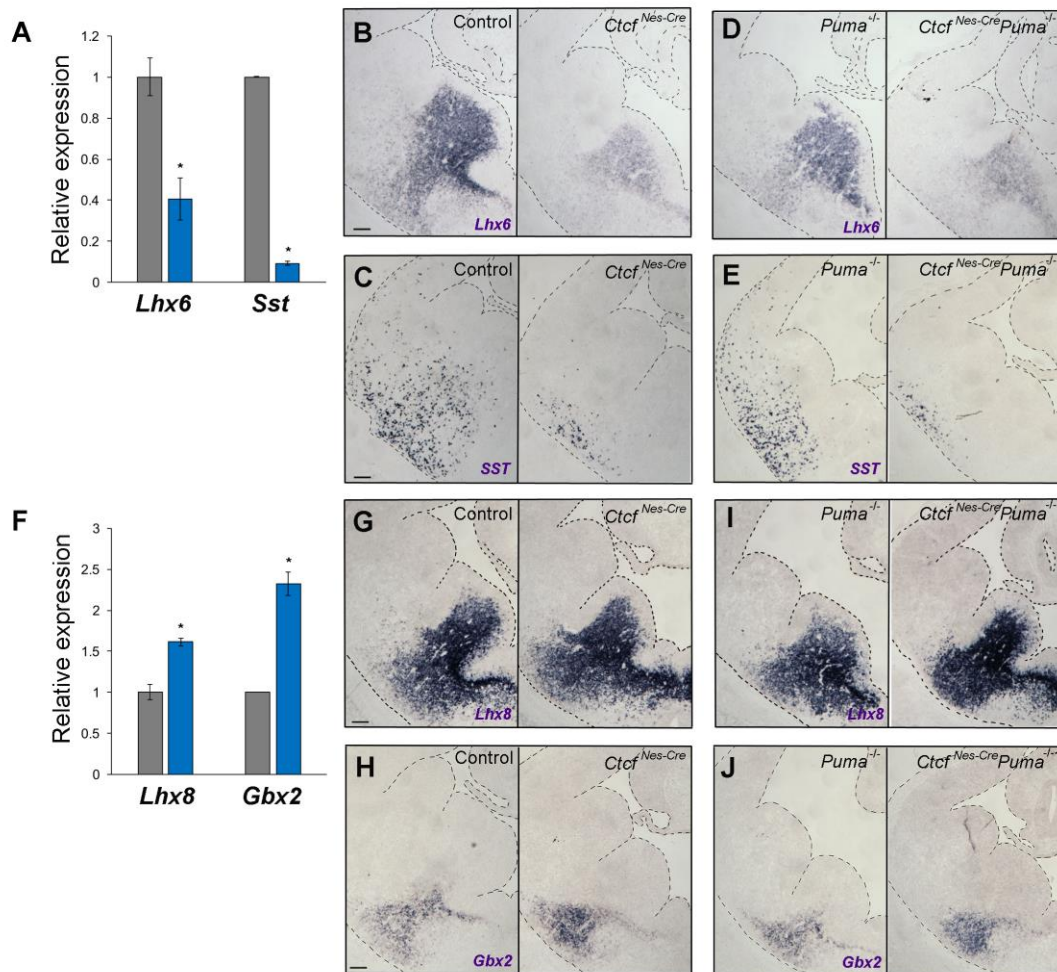 A
Relative expression
1.2
1
0.8
0.6
0.4
0.2
0
*
*
Lhx6 Sst
B Control Ctcf Nes-Cre
Lhx6
D Puma-/- Ctcf Nes-Cre Puma-/-
Lhx6
C Control Ctcf Nes-Cre
SST
E Puma-/- Ctcf Nes-Cre Puma-/-
SST
F
Relative expression
3
2.5
2
1.5
1
0.5
0
*
*
Lhx8 Gbx2
G Control Ctcf Nes-Cre
Lhx8
I Puma-/- Ctcf Nes-Cre Puma-/-
Lhx8
H Control Ctcf Nes-Cre
Gbx2
J Puma-/- Ctcf Nes-Cre Puma-/-
Gbx2